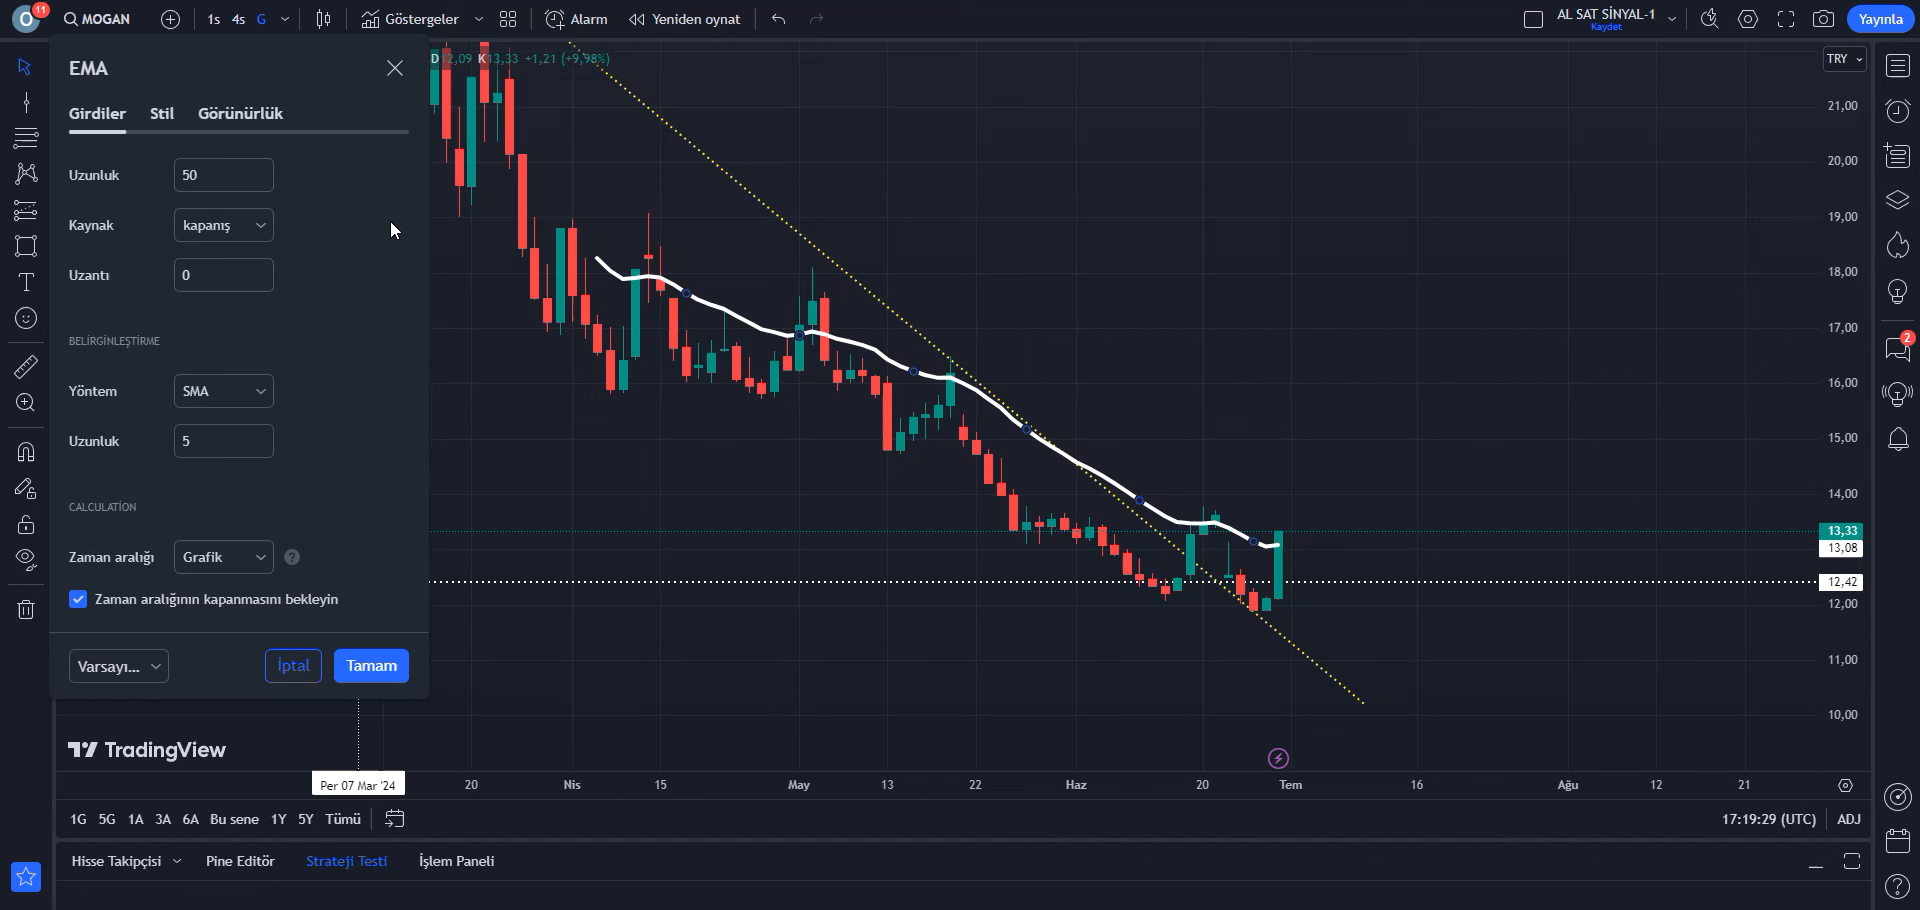 O
11
MOGAN
1s 4s G
Göstergeler
Alarm
Yeniden oynat
AL SAT SİNYAL-1
Kaydet
Yayınla
EMA
D12,09 K13,33 +1,21 (+9,98%)
TRY
Girdiler Stil Görünürlük
Uzunluk 50
Kaynak kapanış
Uzantı 0
BELİRGİNLEŞTİRME
Yöntem SMA
Uzunluk 5
CALCULATİON
Zaman aralığı Grafik ?
Zaman aralığının kapanmasını bekleyin
Varsayı... İptal Tamam
21,00
20,00
19,00
18,00
17,00
16,00
15,00
14,00
13,33
13,08
12,42
12,00
11,00
10,00
2
TradingView
Per 07 Mar '24
20 Nis 15 May 13 22 Haz 20 Tem 16 Ağu 12 21
1G 5G 1A 3A 6A Bu sene 1Y 5Y Tümü
17:19:29 (UTC) ADJ
Hisse Takipçisi Pine Editör Strateji Testi İşlem Paneli